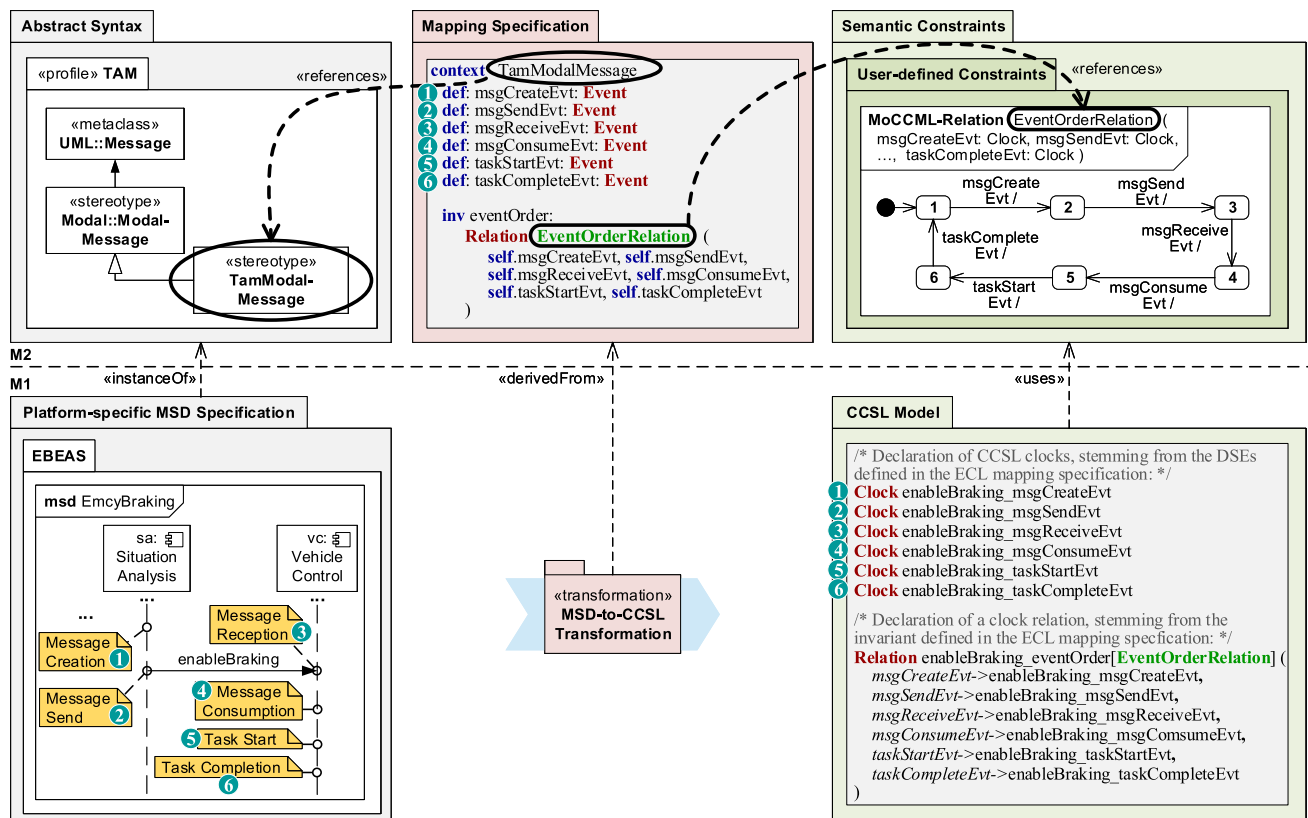 Abstract Syntax
«profile» TAM
«metaclass»
UML::Message
«stereotype»
Modal::Modal-
Message
«stereotype»
TamModal-
Message
«references»
Mapping Specification
context TamModalMessage
1 def: msgCreateEvt: Event
2 def: msgSendEvt: Event
3 def: msgReceiveEvt: Event
4 def: msgConsumeEvt: Event
5 def: taskStartEvt: Event
6 def: taskCompleteEvt: Event
inv eventOrder:
Relation EventOrderRelation (
self.msgCreateEvt, self.msgSendEvt,
self.msgReceiveEvt, self.msgConsumeEvt,
self.taskStartEvt, self.taskCompleteEvt
)
Semantic Constraints
User-defined Constraints
«references»
MoCCML-Relation EventOrderRelation (
msgCreateEvt: Clock, msgSendEvt: Clock,
..., taskCompleteEvt: Clock )
msgCreate
Evt /
msgSend
Evt /
1
2
3
msgReceive
Evt /
taskComplete
Evt /
6
5
4
taskStart
Evt /
msgConsume
Evt /
M2
M1
«instanceOf»
«derivedFrom»
«uses»
Platform-specific MSD Specification
EBEAS
msd EmcyBraking
sa:
Situation
Analysis
vc:
Vehicle
Control
...
...
...
Message
Reception
3
Message
Creation
1
enableBraking
Message
Send
2
4 Message
Consumption
5 Task Start
Task Completion
6
«transformation»
MSD-to-CCSL
Transformation
CCSL Model
/* Declaration of CCSL clocks, stemming from the DSEs
defined in the ECL mapping specification: */
1 Clock enableBraking_msgCreateEvt
2 Clock enableBraking_msgSendEvt
3 Clock enableBraking_msgReceiveEvt
4 Clock enableBraking_msgConsumeEvt
5 Clock enableBraking_taskStartEvt
6 Clock enableBraking_taskCompleteEvt
/* Declaration of a clock relation, stemming from the
invariant defined in the ECL mapping specfication: */
Relation enableBraking_eventOrder[EventOrderRelation] (
msgCreateEvt->enableBraking_msgCreateEvt,
msgSendEvt->enableBraking_msgSendEvt,
msgReceiveEvt->enableBraking_msgReceiveEvt,
msgConsumeEvt->enableBraking_msgComsumeEvt,
taskStartEvt->enableBraking_taskStartEvt,
taskCompleteEvt->enableBraking_taskCompleteEvt
)